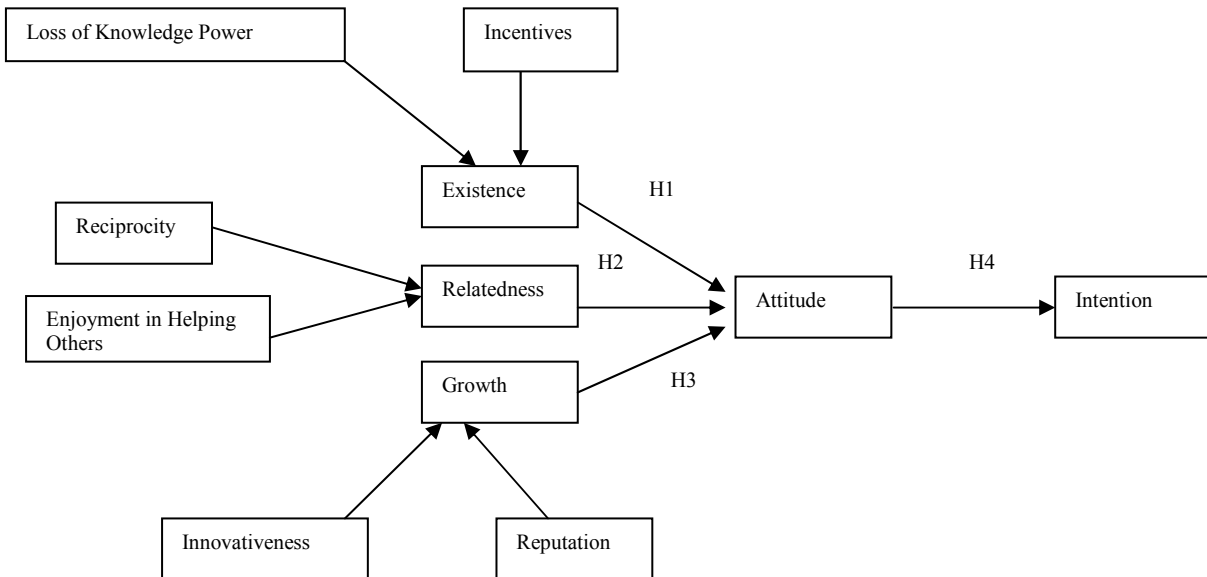 Loss of Knowledge Power
Incentives
Existence
H1
Reciprocity
H2
H4
Relatedness
Attitude
Intention
Enjoyment in Helping
Others
Growth
H3
Innovativeness
Reputation